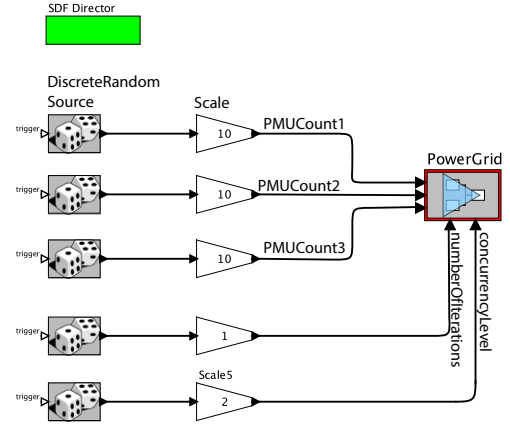 SDF Director
DiscreteRandom
Source
Scale
trigger
10
PMUCount1
PowerGrid
trigger
10
PMUCount2
trigger
10
PMUCount3
numberOfIterations
concurrencyLevel
trigger
1
Scale5
trigger
2